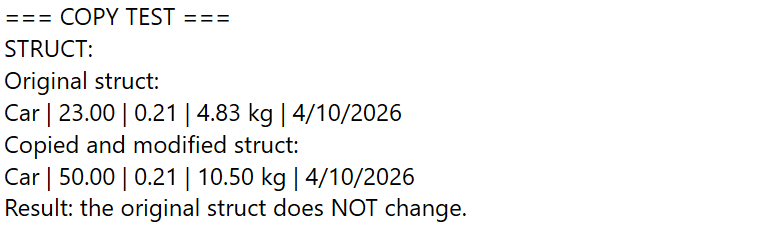 === COPY TEST ===
STRUCT:
Original struct:
Car | 23.00 | 0.21 | 4.83 kg | 4/10/2026
Copied and modified struct:
Car | 50.00 | 0.21 | 10.50 kg | 4/10/2026
Result: the original struct does NOT change.